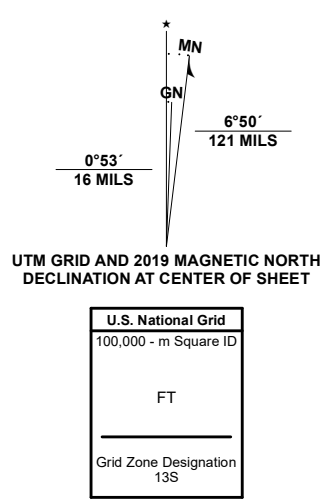 ★
MN
GN
6°50´
121 MILS
0°53´
16 MILS
UTM GRID AND 2019 MAGNETIC NORTH
DECLINATION AT CENTER OF SHEET
U.S. National Grid
100,000 - m Square ID
FT
Grid Zone Designation
13S